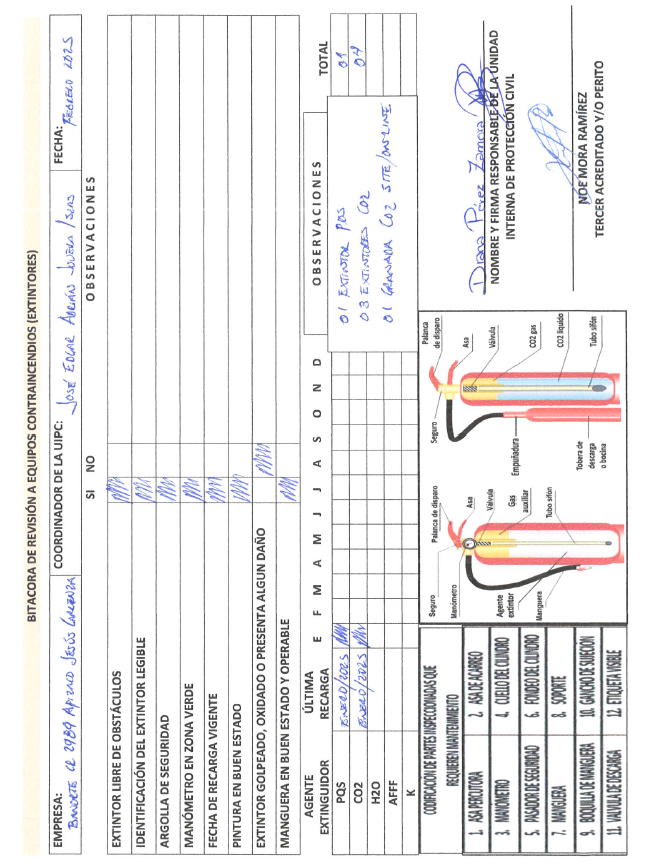 BITACORA DE REVISIÓN A EQUIPOS CONTRAINCENDIOS (EXTINTORES)
EMPRESA: COORDINADOR DE LA UIPC: FECHA: FEBRERO 2025
BANORTE CR 2989 APIZACO JESÚS CARRANZA JOSÉ EDGAR ADRIÁN
SI NO OBSERVACIONES
EXTINTOR LIBRE DE OBSTÁCULOS
IDENTIFICACIÓN DEL EXTINTOR LEGIBLE
ARGOLLA DE SEGURIDAD
MANÓMETRO EN ZONA VERDE
FECHA DE RECARGA VIGENTE
PINTURA EN BUEN ESTADO
EXTINTOR GOLPEADO, OXIDADO O PRESENTA ALGUN DAÑO
MANGUERA EN BUEN ESTADO Y OPERABLE
AGENTE EXTINGUIDOR ÚLTIMA RECARGA E F M A M J J A S O N D OBSERVACIONES TOTAL
PQS ENERO/2025 01 EXTINTOR PQS 01
CO2 ENERO/2025 03 EXTINTORES CO2 04
H2O
AFFF 01 GRANADA CO2 SITE/ON-LINE
K
CODIFICACION DE PARTES INSPECCIONADAS QUE
REQUIEREN MANTENIMIENTO
1. ASA PERCUTORA 2. ASA DE ACARREO
3. MANOMETRO 4. CUELLO DEL CILINDRO
5. PASADOR DE SEGURIDAD 6. FONDEO DEL CILINDRO
7. MANGUERA 8. SOPORTE
9. BOQUILLA DE MANGUERA 10. GANCHO DE SUJECION
11. VALVULA DE DESCARGA 12. ETIQUETA VISIBLE
Seguro
Palanca de disparo
Manómetro
Asa
Válvula
Agente extintor
Gas auxiliar
Manguera
Tubo sifón
Seguro
Palanca de disparo
Asa
Válvula
Empuñadura
CO2 gas
CO2 líquido
Tobera de descarga o bocina
Tubo sifón
Diana Pérez Zamora
NOMBRE Y FIRMA RESPONSABLE DE LA UNIDAD
INTERNA DE PROTECCIÓN CIVIL
NOE MORA RAMÍREZ
TERCER ACREDITADO Y/O PERITO